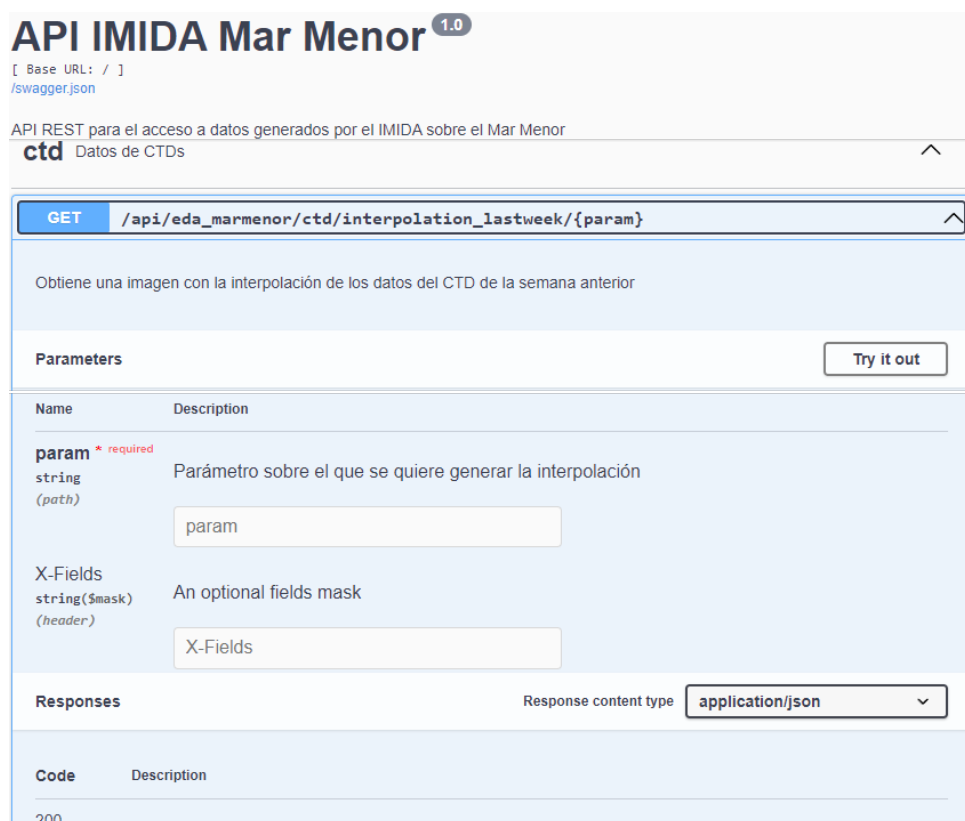 API IMIDA Mar Menor 1.0
[ Base URL: / ]
/swagger.json
API REST para el acceso a datos generados por el IMIDA sobre el Mar Menor
ctd Datos de CTDs
GET /api/eda_marmenor/ctd/interpolation_lastweek/{param}
Obtiene una imagen con la interpolación de los datos del CTD de la semana anterior
Parameters Try it out
Name Description
param * required
string
(path)
Parámetro sobre el que se quiere generar la interpolación
param
X-Fields
string($mask)
(header)
An optional fields mask
X-Fields
Responses Response content type application/json
Code Description
200